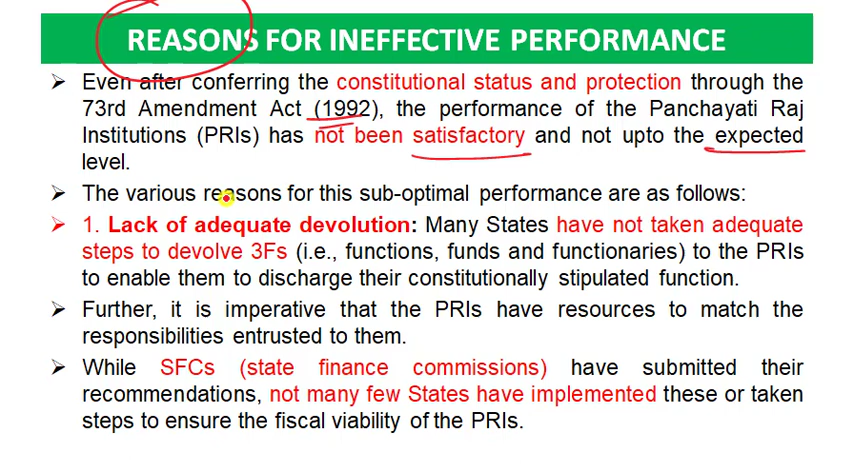 REASONS FOR INEFFECTIVE PERFORMANCE
➢ Even after conferring the constitutional status and protection through the
73rd Amendment Act (1992), the performance of the Panchayati Raj
Institutions (PRIs) has not been satisfactory and not upto the expected
level.
➢ The various reasons for this sub-optimal performance are as follows:
➢ 1. Lack of adequate devolution: Many States have not taken adequate
steps to devolve 3Fs (i.e., functions, funds and functionaries) to the PRIs
to enable them to discharge their constitutionally stipulated function.
➢ Further, it is imperative that the PRIs have resources to match the
responsibilities entrusted to them.
➢ While SFCs (state finance commissions) have submitted their
recommendations, not many few States have implemented these or taken
steps to ensure the fiscal viability of the PRIs.